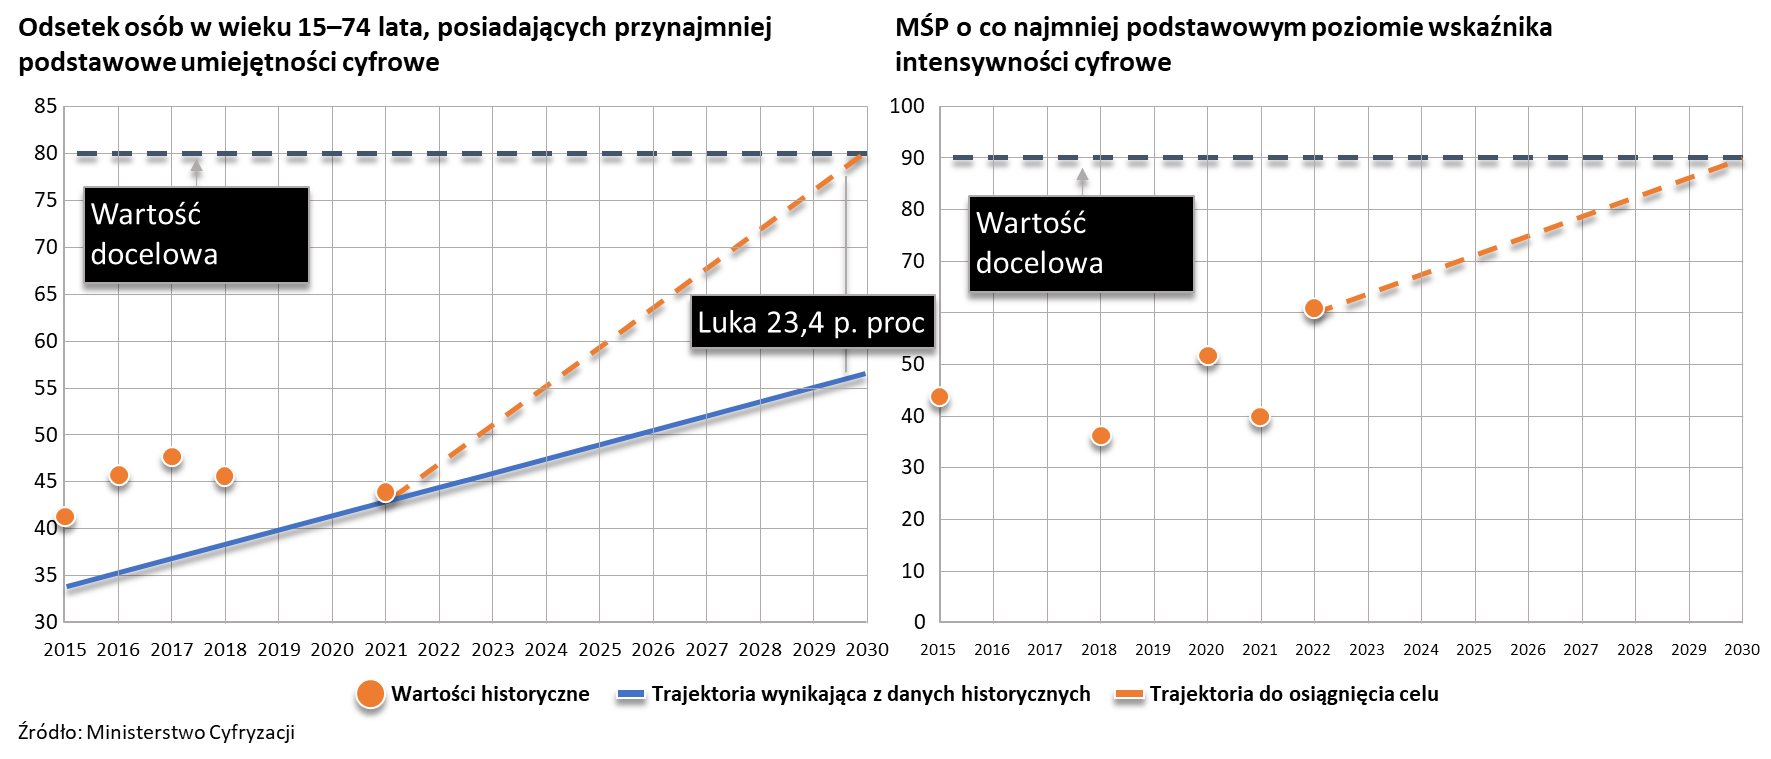 Odsetek osób w wieku 15–74 lata, posiadających przynajmniej
podstawowe umiejętności cyfrowe
85
80
75
70
65
60
55
50
45
40
35
30
Wartość
docelowa
Luka 23,4 p. proc
2015 2016 2017 2018 2019 2020 2021 2022 2023 2024 2025 2026 2027 2028 2029 2030
MŚP o co najmniej podstawowym poziomie wskaźnika
intensywności cyfrowe
100
90
80
70
50
40
30
20
10
0
Wartość
docelowa
2015 2016 2017 2018 2019 2020 2021 2022 2023 2024 2025 2026 2027 2028 2029 2030
Wartości historyczne
Trajektoria wynikająca z danych historycznych
Trajektoria do osiągnięcia celu
Źródło: Ministerstwo Cyfryzacji